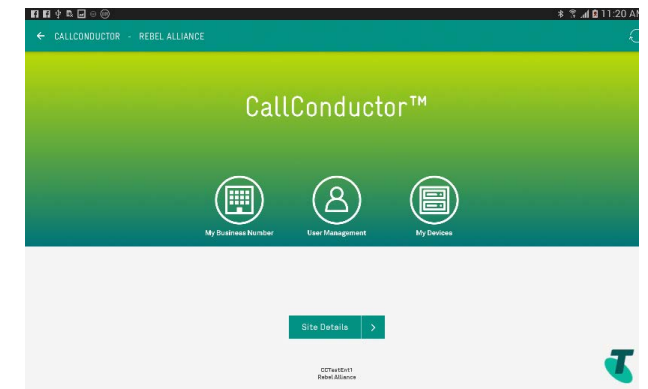 11:20 AM
CALLCONDUCTOR - REBEL ALLIANCE
CallConductor™
My Business Number
User Management
My Devices
Site Details
CCTestEnt1
Rebel Alliance